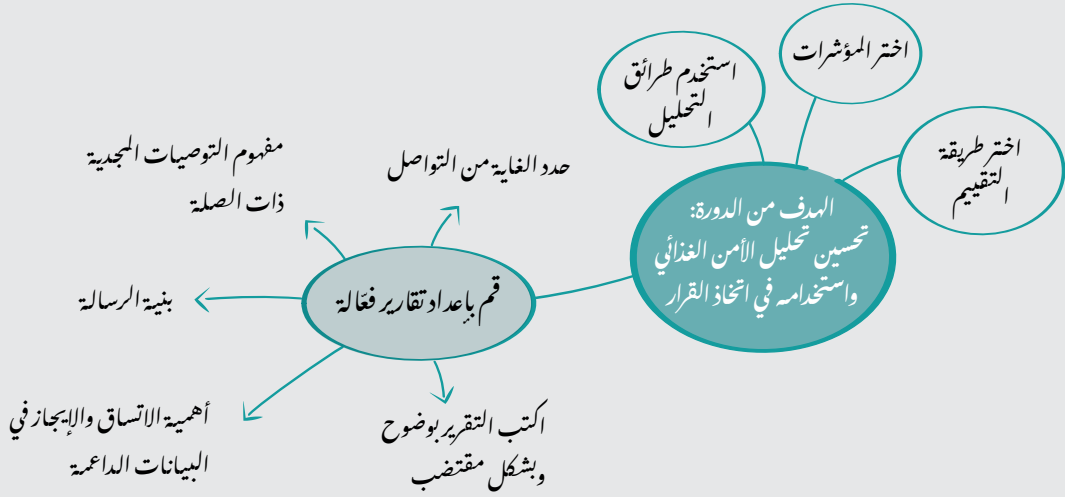 اختر المؤشرات
استخدم طرائق
التحليل
اختر طريقة
التقييم
الهدف من الدورة:
تحسين تحليل الأمن الغذائي
واستخدامه في اتخاذ القرار
حدد الغاية من التواصل
مفهوم التوصيات المجدية
ذات الصلة
قم بإعداد تقارير فعّالة
بنية الرسالة
اكتب التقرير بوضوح
وبشكل مقتضب
أهمية الاتساق والإيجاز في
البيانات الداعمة